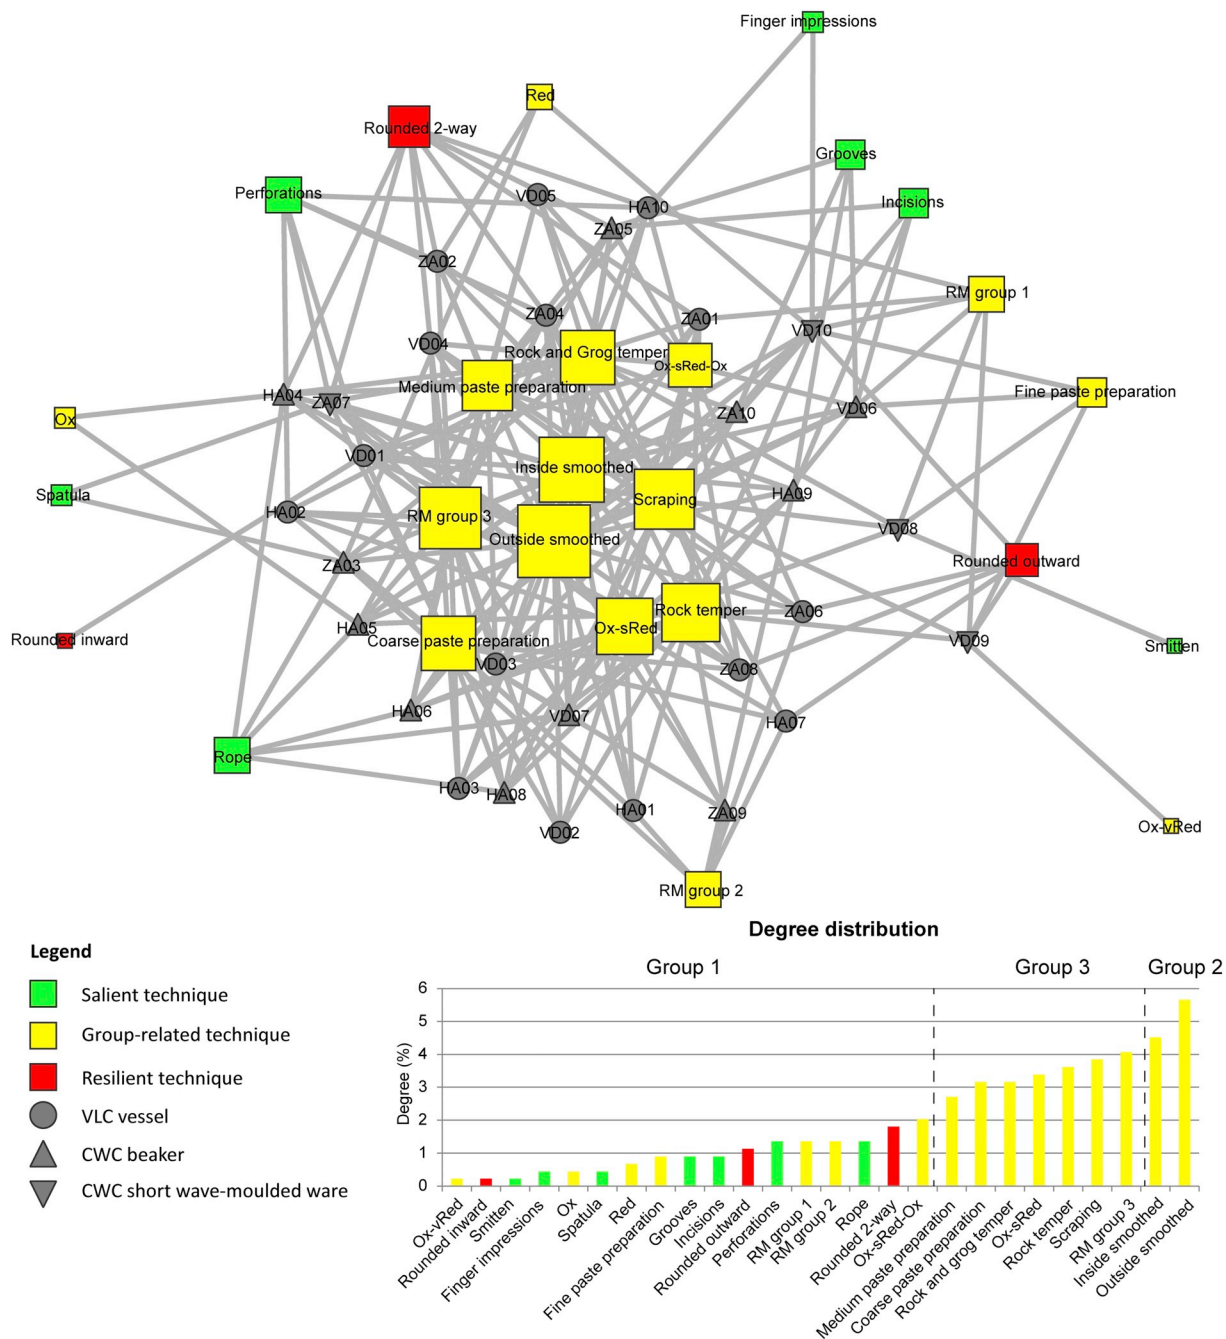 Finger impressions
Red
Rounded 2-way
Grooves
Perforations
VD05
HA10
Incisions
ZA05
ZA02
RM group 1
ZA04
ZA01
VD10
VD04
Rock and Grog temper
Ox-sRed-Ox
Medium paste preparation
HA04
ZA07
Fine paste preparation
ZA10
VD06
Ox
VD01
Inside smoothed
Spatula
Scraping
HA09
HA02
RM group 3
VD08
Outside smoothed
ZA03
Rounded outward
Rounded inward
HA05
Coarse paste preparation
Ox-sRed
Rock temper
ZA06
VD09
Smitten
VD03
ZA08
HA06
VD07
HA07
Rope
HA03
HA08
HA01
ZA09
VD02
Ox-vRed
RM group 2
Legend
Salient technique
Group-related technique
Resilient technique
VLC vessel
CWC beaker
CWC short wave-moulded ware
Degree distribution
Group 1
Group 3
Group 2
Degree (%)
6
5
4
3
2
1
0
Ox-vRed
Rounded inward
Smitten
Finger impressions
Ox
Spatula
Red
Fine paste preparation
Grooves
Incisions
Rounded outward
Perforations
RM group 1
RM group 2
Rope
Rounded 2-way
Ox-sRed-Ox
Medium paste preparation
Coarse paste preparation
Rock and grog temper
Ox-sRed
Rock temper
Scraping
RM group 3
Inside smoothed
Outside smoothed